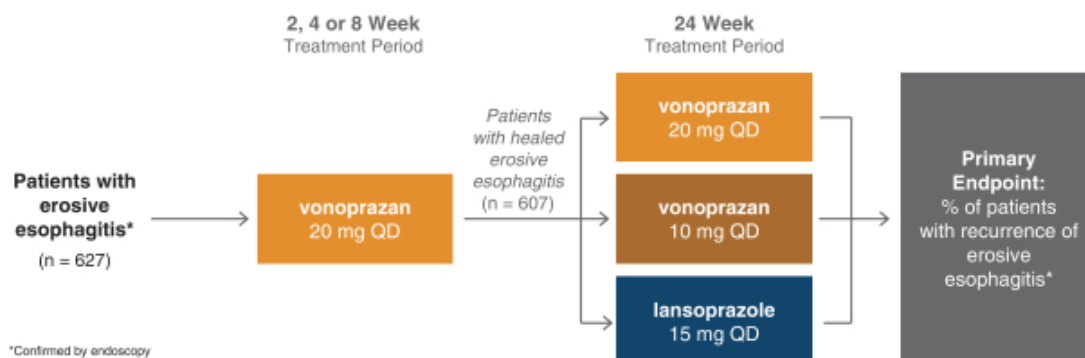 2, 4 or 8 Week
Treatment Period
24 Week
Treatment Period
Patients with
erosive
esophagitis*
(n = 627)
vonoprazan
20 mg QD
Patients
with healed
erosive
esophagitis
(n = 607)
vonoprazan
20 mg QD
vonoprazan
10 mg QD
lansoprazole
15 mg QD
Primary
Endpoint:
% of patients
with recurrence of
erosive
esophagitis*
*Confirmed by endoscopy